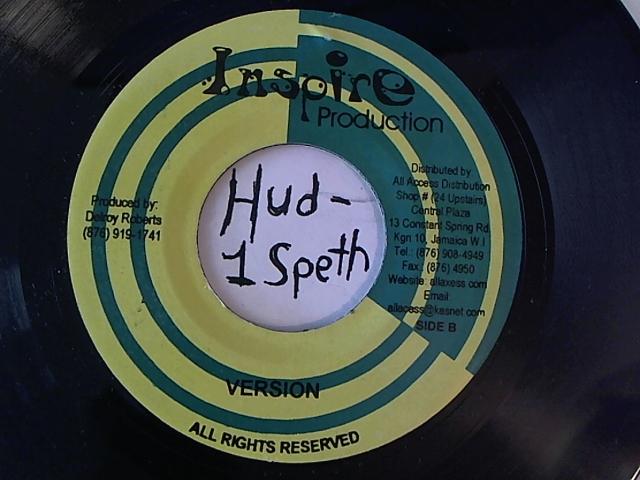 Inspire
Production
Hud-
1 Speth
Produced by:
Delroy Roberts
(876) 919-1741
Distributed by:
All Access Distribution
Shop # (24 Upstairs)
Central Plaza
13 Constant Spring Rd.
Kgn 10, Jamaica W I
Tel.: (876) 908-4949
Fax.: (876) 4950
Website: allaxess.com
Email:
allacess@kasnet.com
SIDE B
VERSION
ALL RIGHTS RESERVED